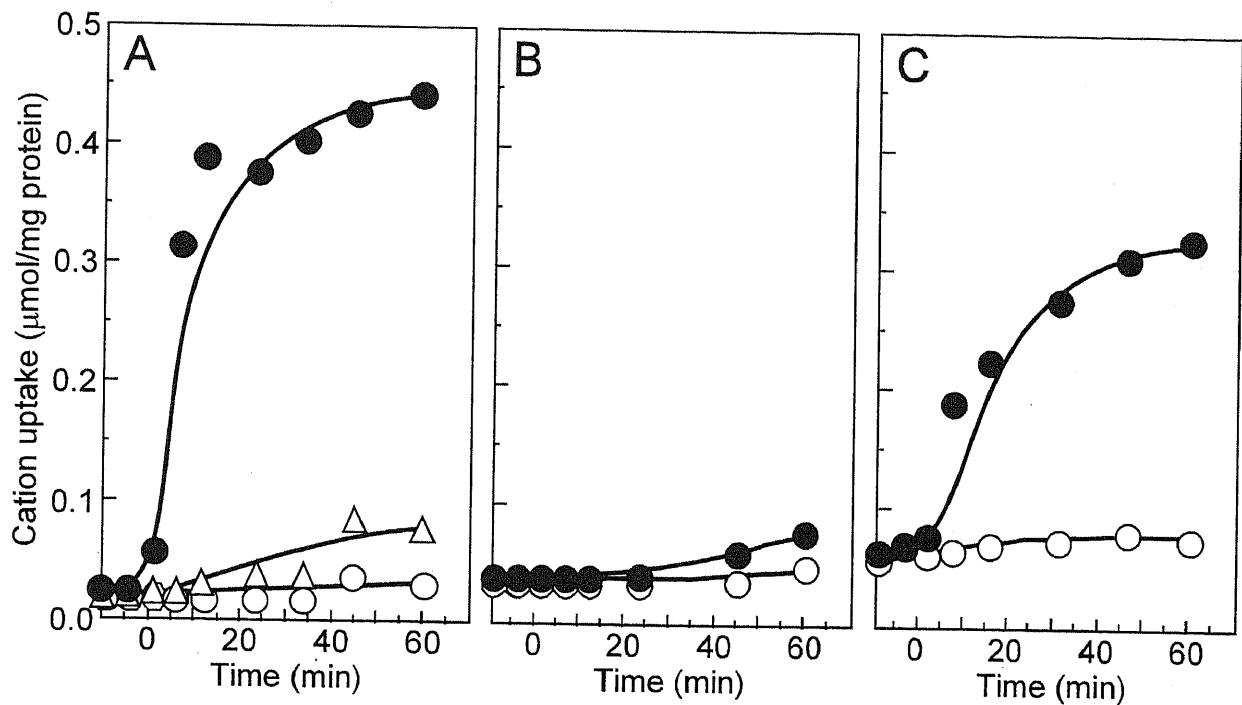 Cation uptake (μmol/mg protein)
0.5
0.4
0.3
0.2
0.1
0.0
A
B
C
0 20 40 60
0 20 40 60
0 20 40 60
Time (min)
Time (min)
Time (min)